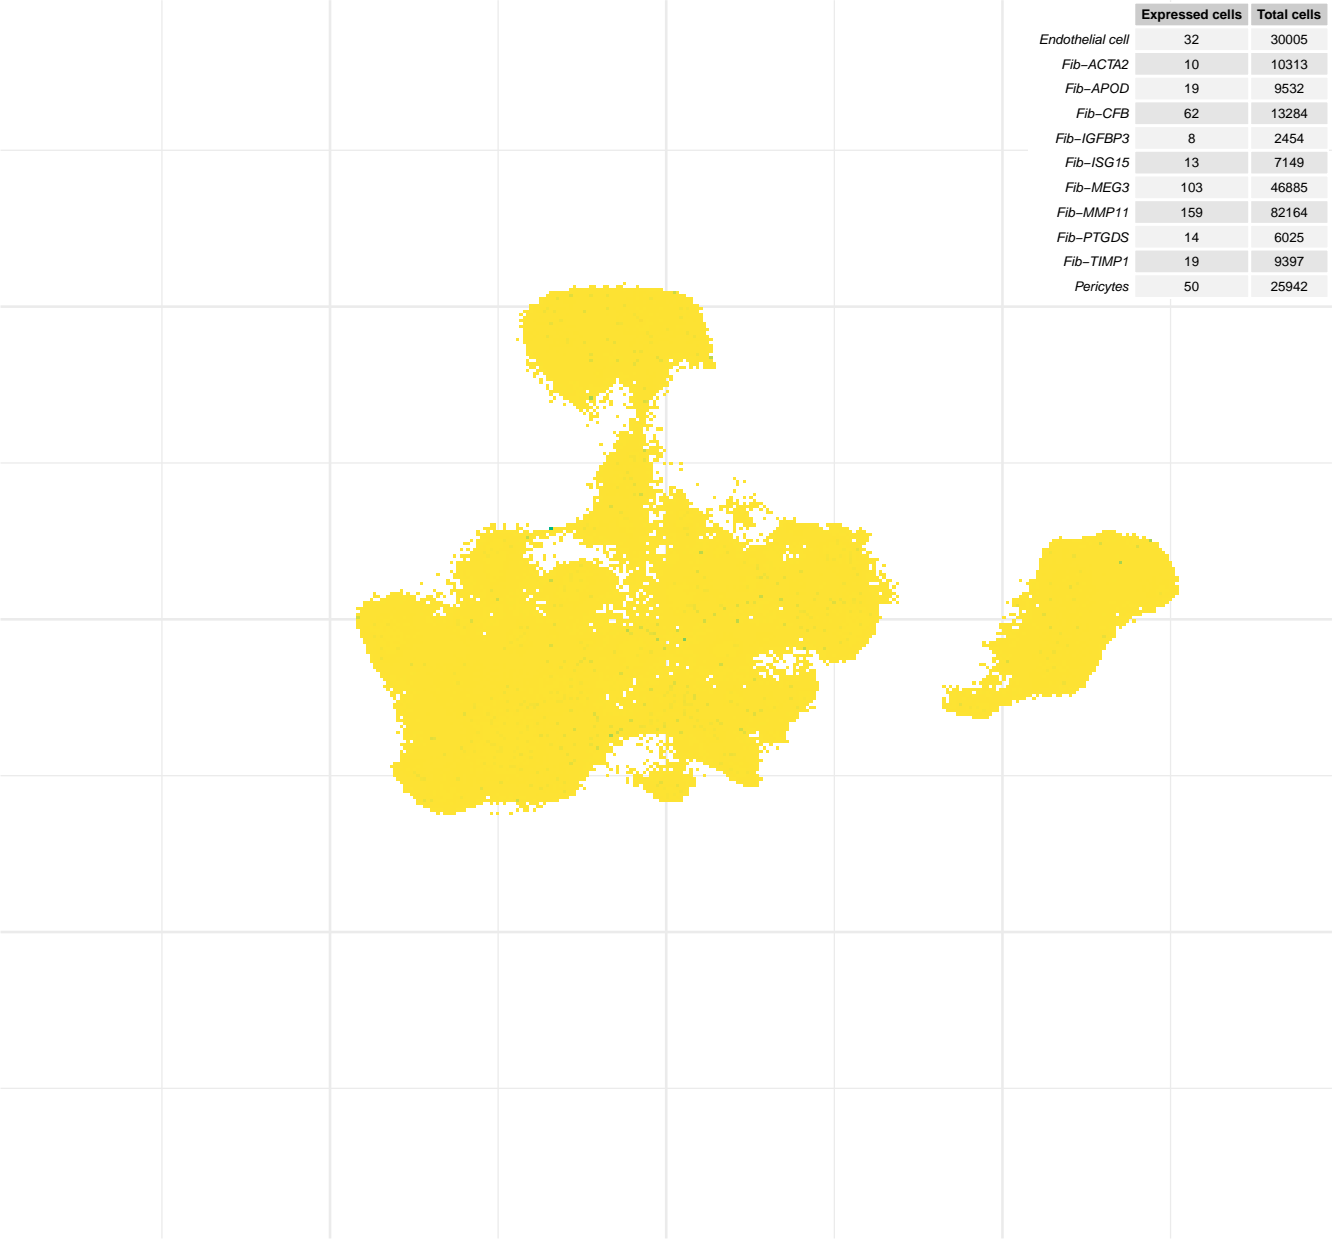 Expressed cells Total cells
Endothelial cell 32 30005
Fib−ACTA2 10 10313
Fib−APOD 19 9532
Fib−CFB 62 13284
Fib−IGFBP3 8 2454
Fib−ISG15 13 7149
Fib−MEG3 103 46885
Fib−MMP11 159 82164
Fib−PTGDS 14 6025
Fib−TIMP1 19 9397
Pericytes 50 25942